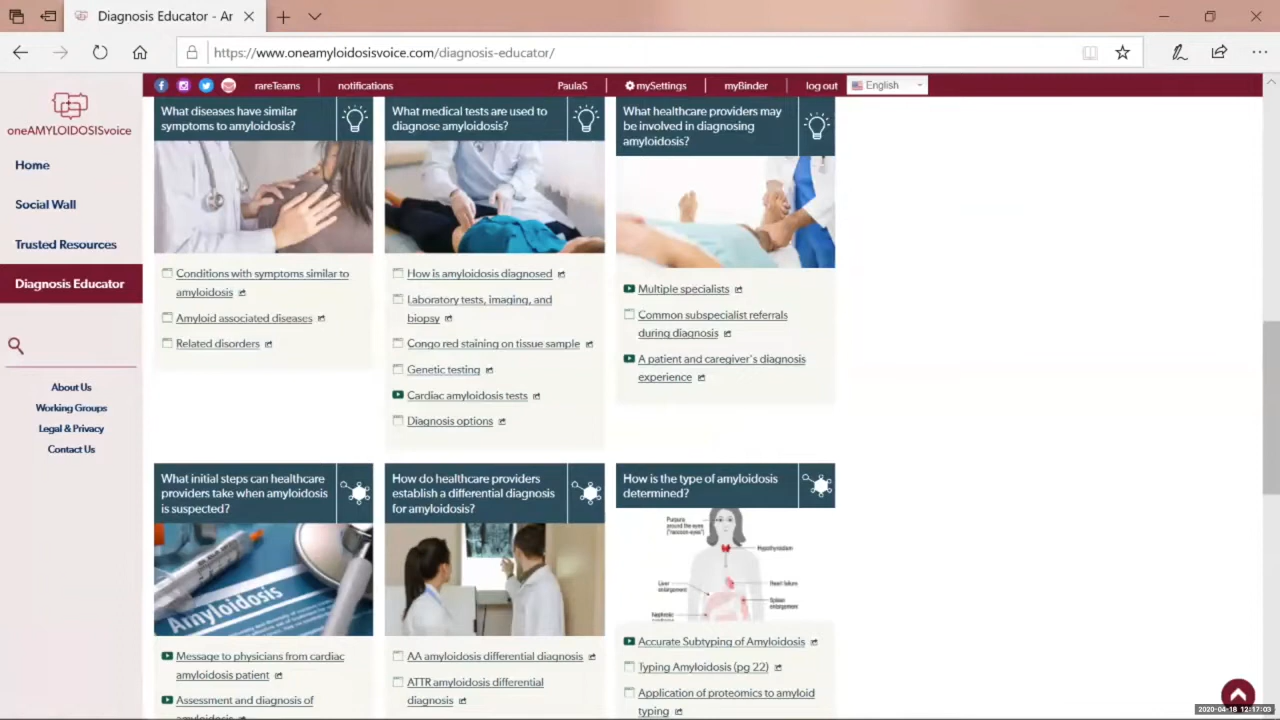 Diagnosis Educator - Ar
https://www.oneamyloidosisvoice.com/diagnosis-educator/
rareTeams
notifications
PaulaS
mySettings
myBinder
log out
English
oneAMYLOIDOSISvoice
Home
Social Wall
Trusted Resources
Diagnosis Educator
About Us
Working Groups
Legal & Privacy
Contact Us
What diseases have similar
symptoms to amyloidosis?
Conditions with symptoms similar to
amyloidosis
Amyloid associated diseases
Related disorders
What medical tests are used to
diagnose amyloidosis?
How is amyloidosis diagnosed
Laboratory tests, imaging, and
biopsy
Congo red staining on tissue sample
Genetic testing
Cardiac amyloidosis tests
Diagnosis options
What healthcare providers may
be involved in diagnosing
amyloidosis?
Multiple specialists
Common subspecialist referrals
during diagnosis
A patient and caregiver's diagnosis
experience
What initial steps can healthcare
providers take when amyloidosis
is suspected?
Amyloidosis
Message to physicians from cardiac
amyloidosis patient
Assessment and diagnosis of
amyloidosis
How do healthcare providers
establish a differential diagnosis
for amyloidosis?
AA amyloidosis differential diagnosis
ATTR amyloidosis differential
diagnosis
How is the type of amyloidosis
determined?
Purpura
around the eyes
("raccoon-eyes")
Hypothyroidism
Liver
enlargement
Heart failure
Spleen
enlargement
Nephrotic
Accurate Subtyping of Amyloidosis
Typing Amyloidosis (pg 22)
Application of proteomics to amyloid
typing
2020-04-18 12:17:03